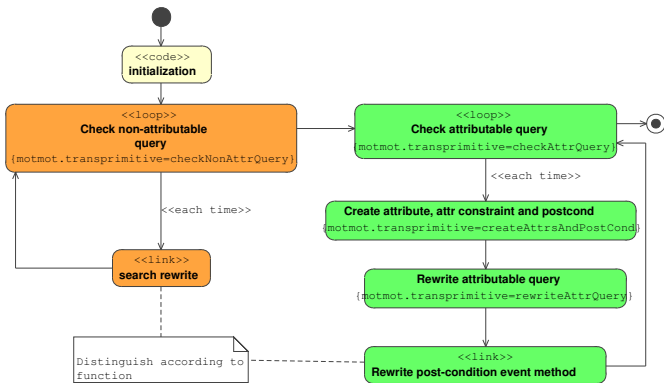 <<code>>
initialization
<<loop>>
Check non-attributable
query
{motmot.transprimitive=checkNonAttrQuery}
<<each time>>
<<link>>
search rewrite
Distinguish according to
function
<<loop>>
Check attributable query
{motmot.transprimitive=checkAttrQuery}
<<each time>>
Create attribute, attr constraint and postcond
{motmot.transprimitive=createAttrsAndPostCond}
Rewrite attributable query
{motmot.transprimitive=rewriteAttrQuery}
<<link>>
Rewrite post-condition event method